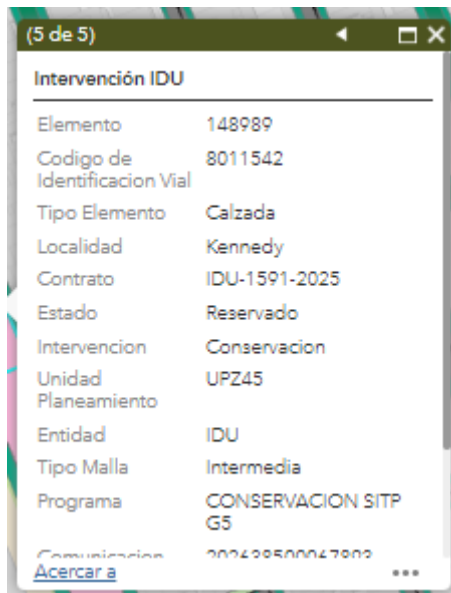 (5 de 5)
Intervención IDU
Elemento 148989
Codigo de Identificacion Vial 8011542
Tipo Elemento Calzada
Localidad Kennedy
Contrato IDU-1591-2025
Estado Reservado
Intervencion Conservacion
Unidad Planeamiento UPZ45
Entidad IDU
Tipo Malla Intermedia
Programa CONSERVACION SITP G5
Comunicacion 202638500067893
Acercar a